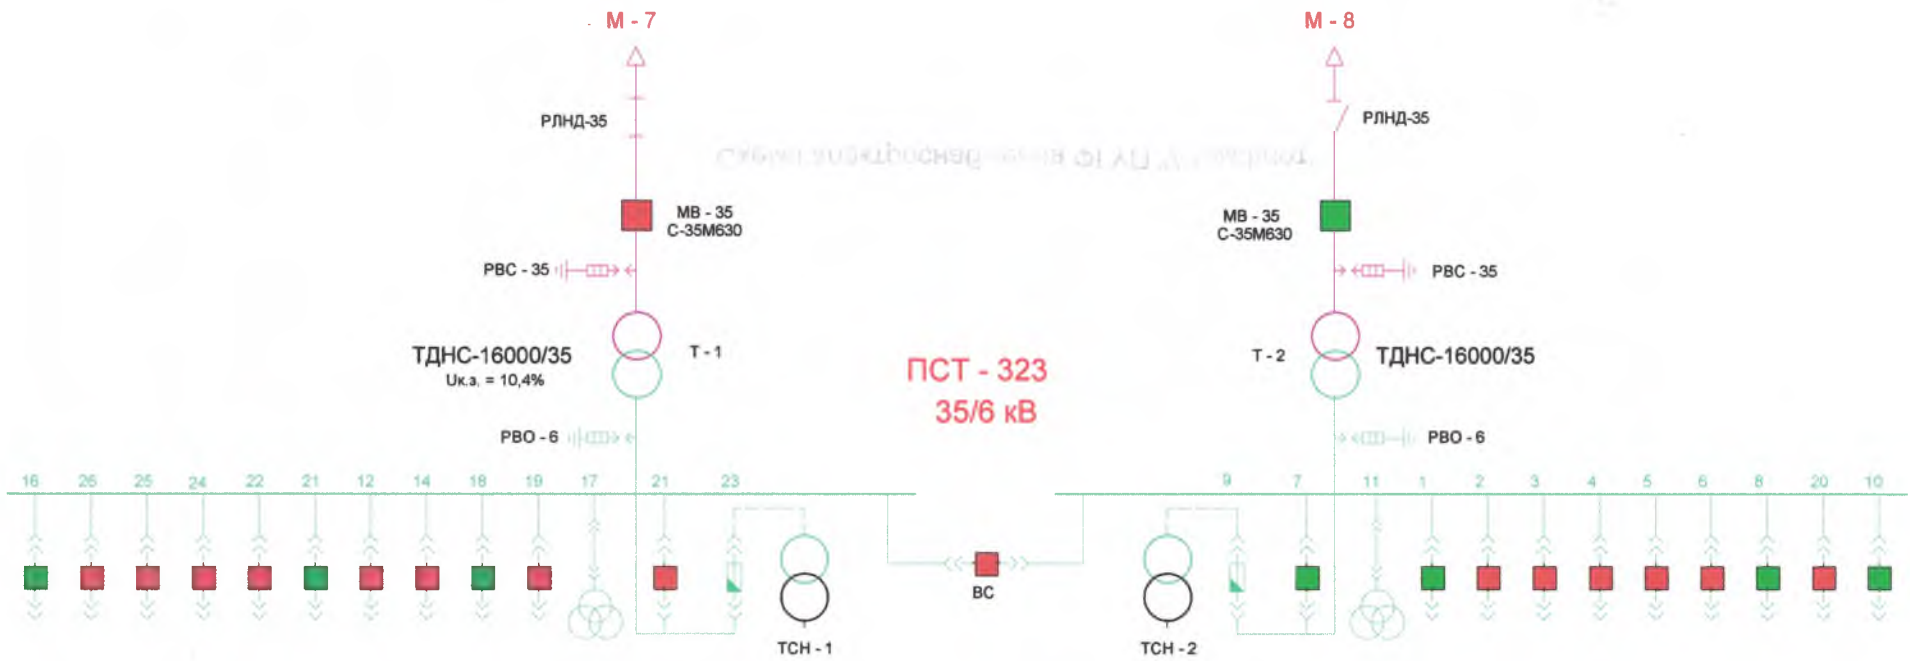 М - 7
М - 8
РЛНД-35
РЛНД-35
МВ - 35
С-35М630
МВ - 35
С-35М630
РВС - 35
РВС - 35
ТДНС-16000/35
Uк.з. = 10,4%
Т - 1
ПСТ - 323
35/6 кВ
Т - 2
ТДНС-16000/35
РВО - 6
РВО - 6
16 26 25 24 22 21 12 14 18 19 17 21 23 9 7 11 1 2 3 4 5 6 8 20 10
ВС
ТСН - 1
ТСН - 2